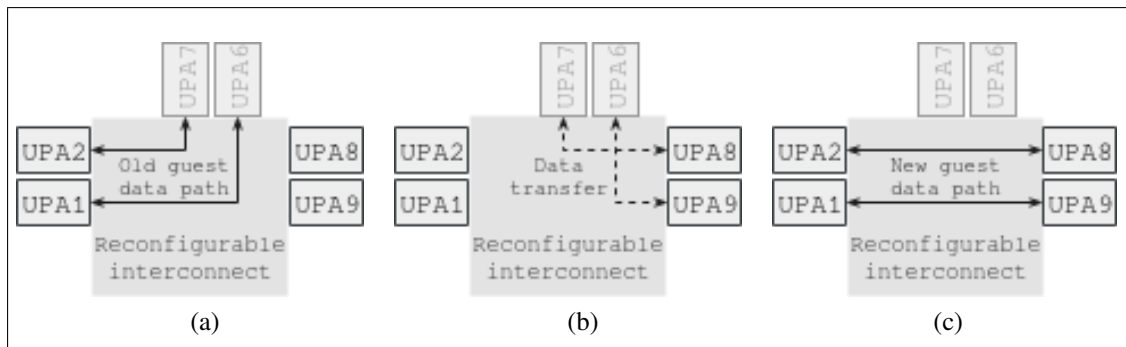 UPA7
UPA6
UPA2
Old guest
data path
UPA8
UPA1
UPA9
Reconfigurable
interconnect
(a)
UPA7
UPA6
UPA2
Data
transfer
UPA8
UPA1
UPA9
Reconfigurable
interconnect
(b)
UPA7
UPA6
UPA2
New guest
data path
UPA8
UPA1
UPA9
Reconfigurable
interconnect
(c)